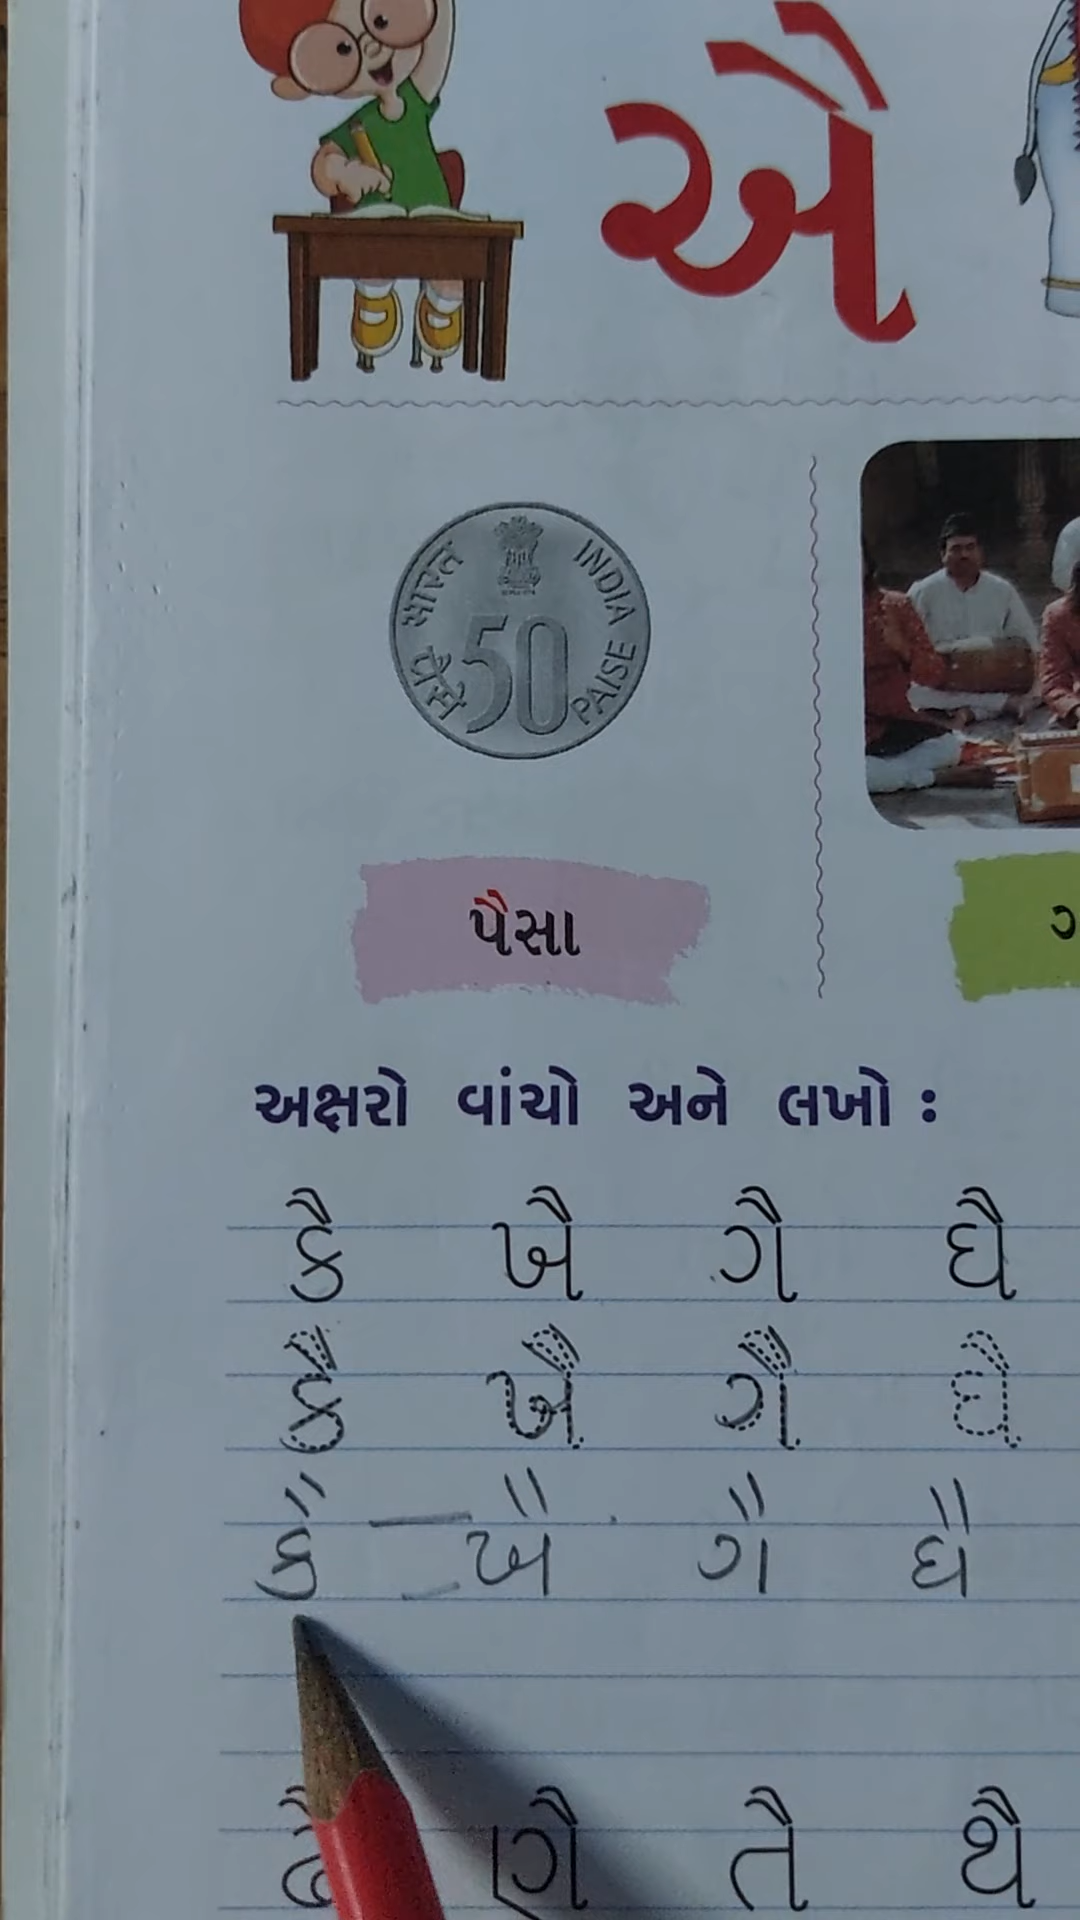 ઐ
भारत INDIA
पैसे 50 PAISE
પૈસા
અક્ષરો વાંચો અને લખો :
કૈ ખૈ ગૈ ઘૈ
કૈ ખૈ ગૈ ઘૈ
કૈ ખૈ ગૈ ઘૈ
ણૈ તૈ થૈ